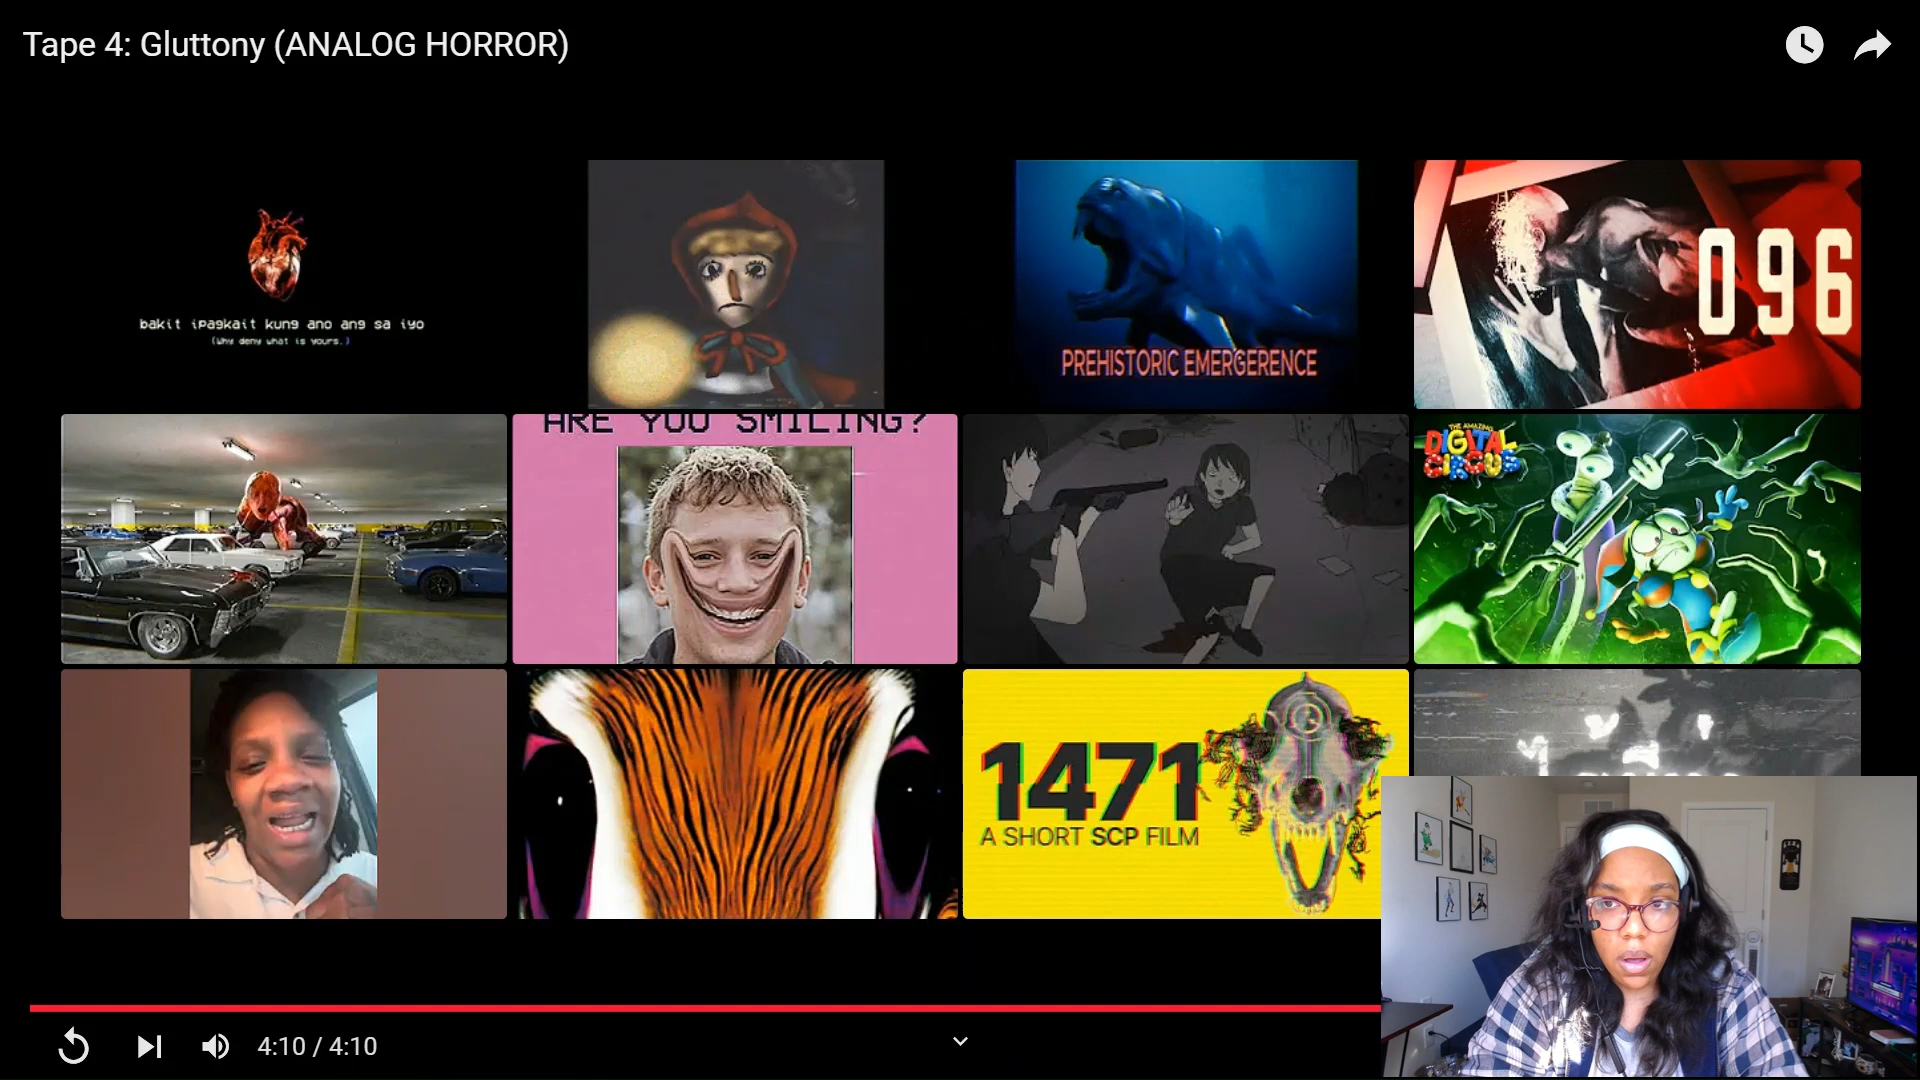 Tape 4: Gluttony (ANALOG HORROR)
bakit ipagkait kung ano ang sa iyo
(Why deny what is yours.)
PREHISTORIC EMERGERENCE
096
ARE YOU SMILING?
THE AMAZING
DIGITAL
CIRCUS
1471
A SHORT SCP FILM
4:10 / 4:10